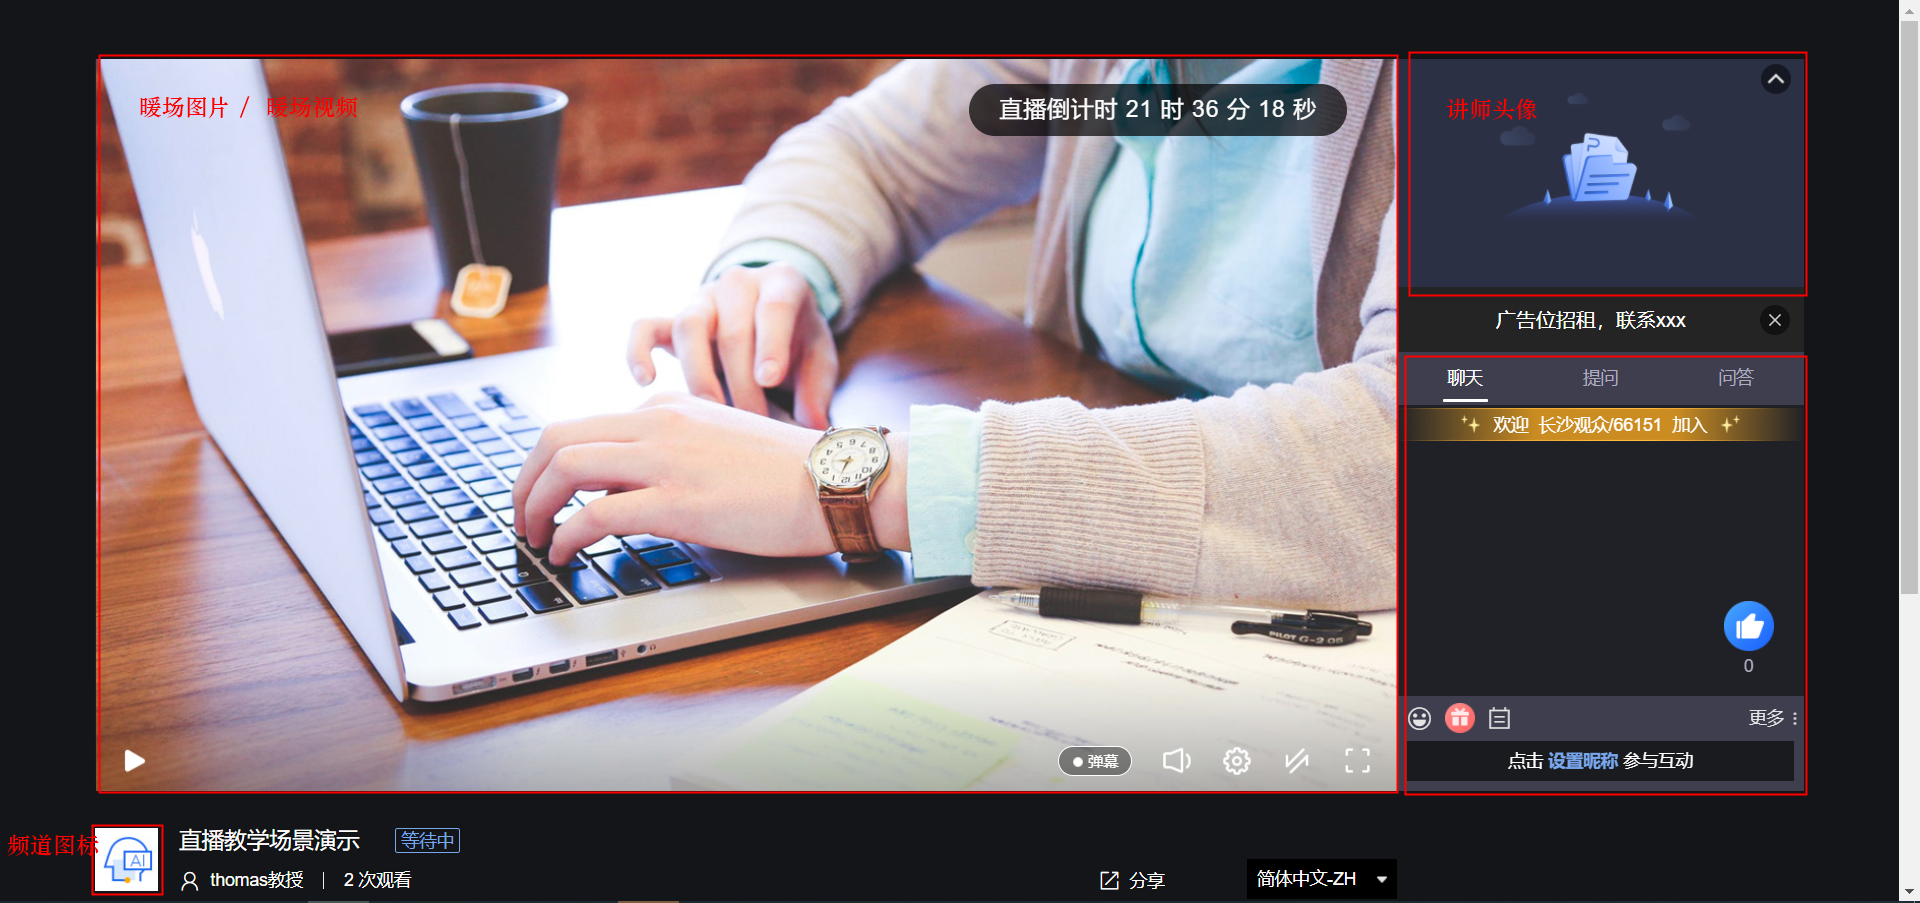 暖场图片 / 暖场视频
直播倒计时 21 时 36 分 18 秒
讲师头像
广告位招租，联系xxx
聊天 提问 问答
欢迎 长沙观众/66151 加入
0
更多
弹幕
点击 设置昵称 参与互动
PILOT G-2 05
频道图标
AI
直播教学场景演示 等待中
thomas教授 | 2 次观看
分享
简体中文-ZH